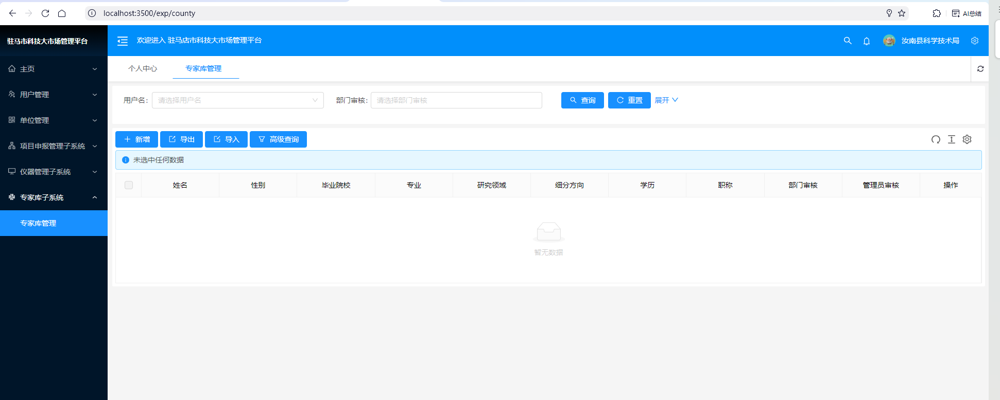 localhost:3500/exp/county
AI总结
驻马市科技大市场管理平台
欢迎进入 驻马店市科技大市场管理平台
汝南县科学技术局
主页
用户管理
单位管理
项目申报管理子系统
仪器管理子系统
专家库子系统
专家库管理
个人中心
专家库管理
用户名: 请选择用户名 部门审核: 请选择部门审核 查询 重置 展开
新增 导出 导入 高级查询
未选中任何数据
姓名 性别 毕业院校 专业 研究领域 细分方向 学历 职称 部门审核 管理员审核 操作
暂无数据